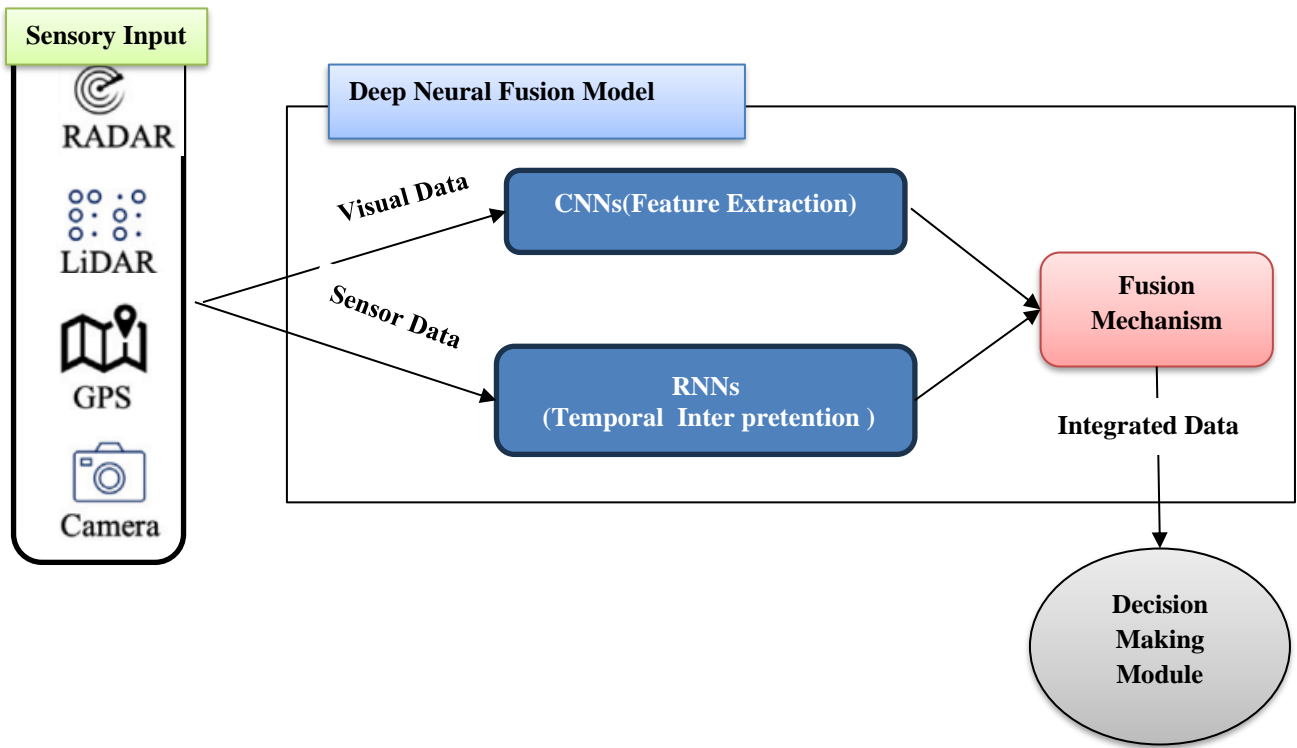 Sensory Input
RADAR
LiDAR
GPS
Camera
Deep Neural Fusion Model
Visual Data
Sensor Data
CNNs(Feature Extraction)
RNNs
(Temporal Inter pretention )
Fusion
Mechanism
Integrated Data
Decision
Making
Module